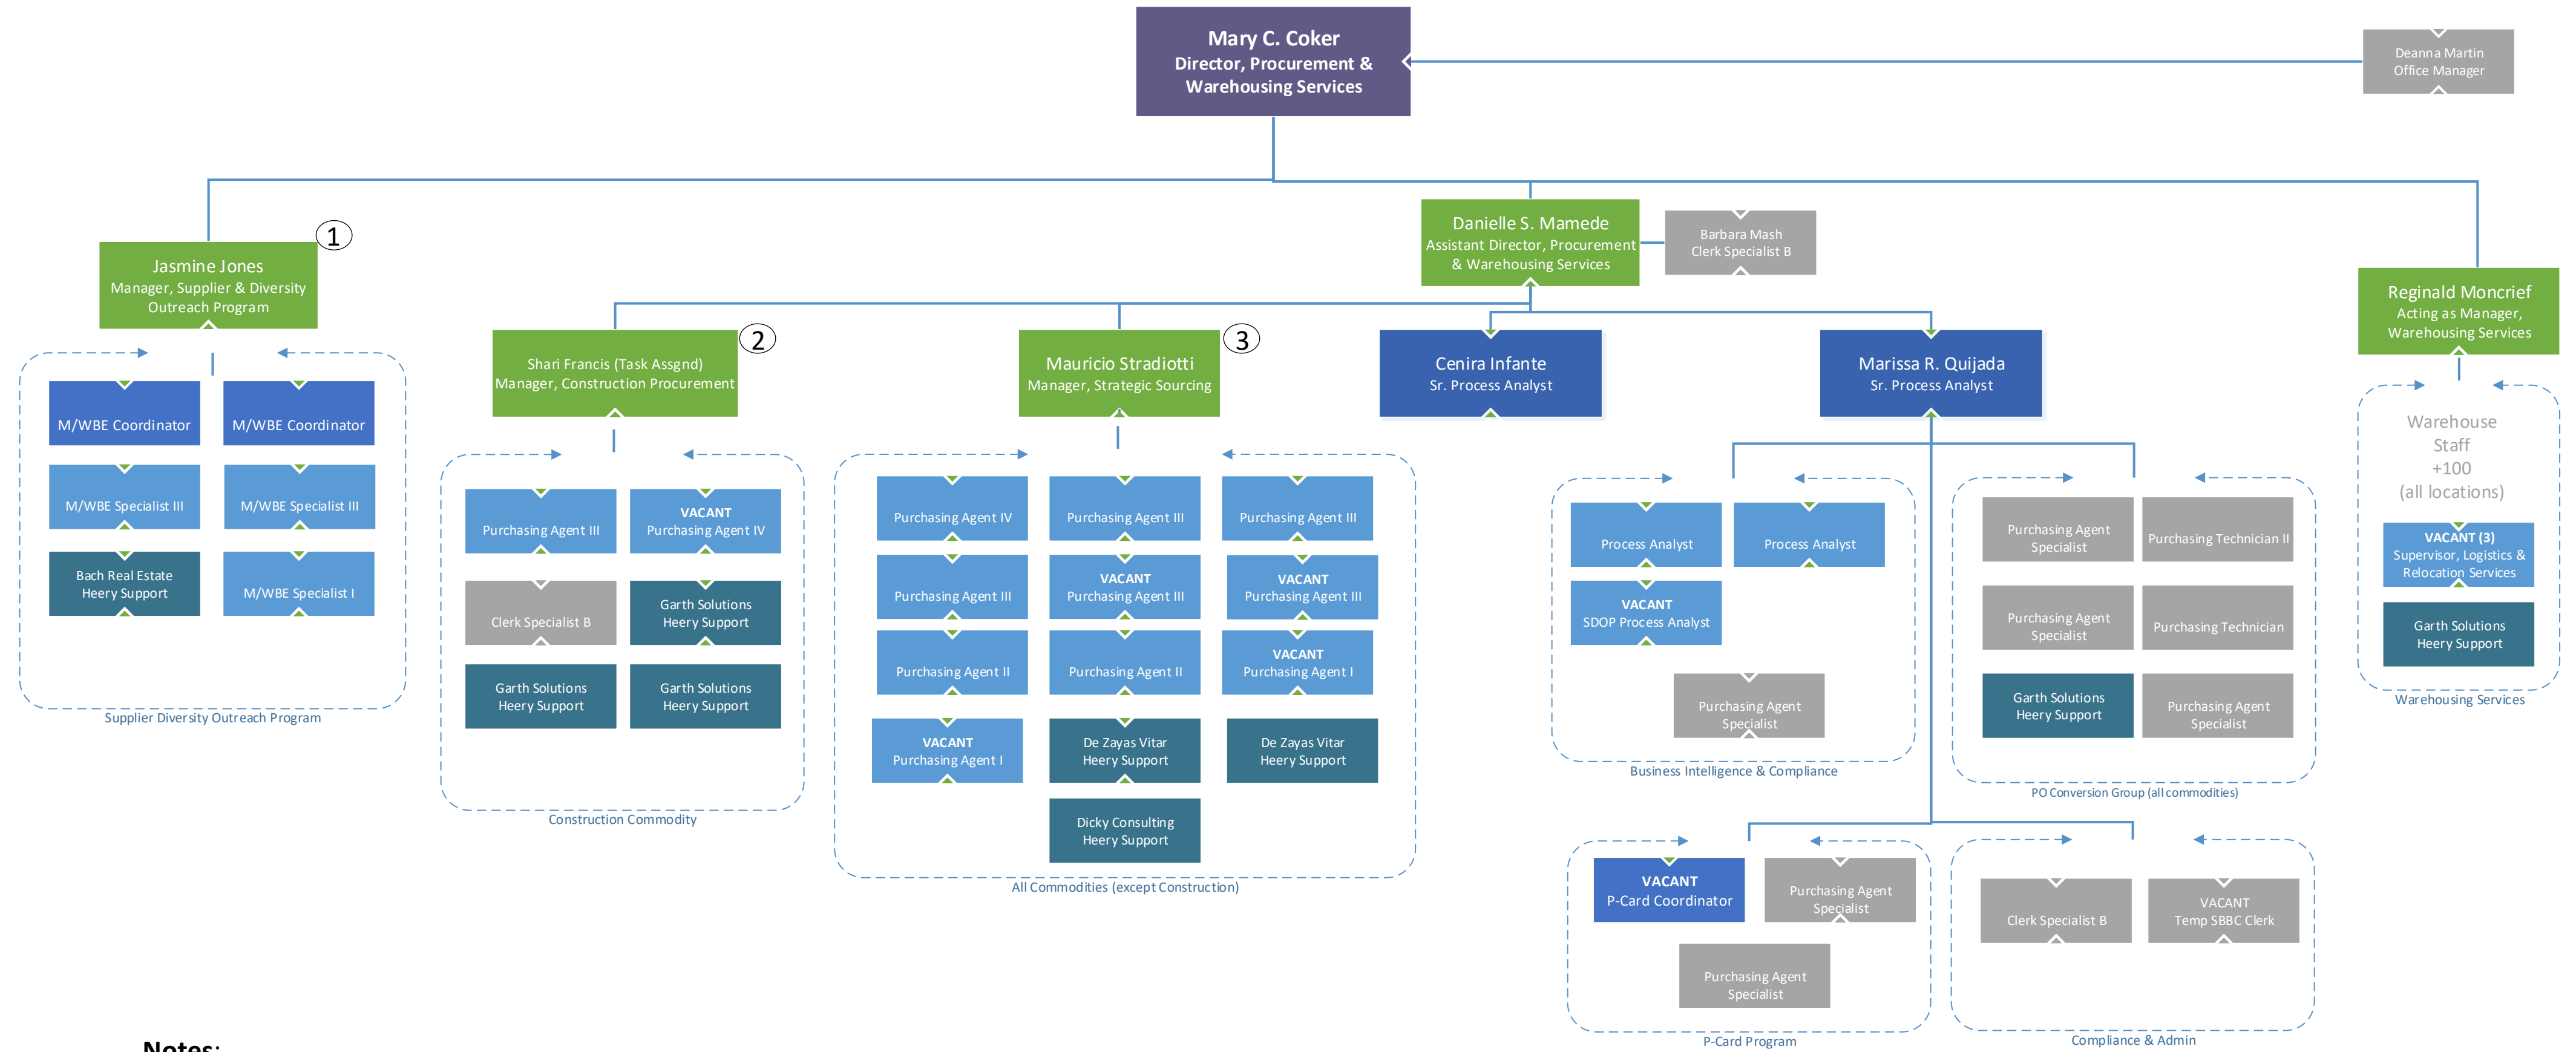 Mary C. Coker
Director, Procurement &
Warehousing Services
Deanna Martin
Office Manager
Danielle S. Mamede
Assistant Director, Procurement
& Warehousing Services
Barbara Mash
Clerk Specialist B
1
Jasmine Jones
Manager, Supplier & Diversity
Outreach Program
Reginald Moncrief
Acting as Manager,
Warehousing Services
2
Shari Francis (Task Assgnd)
Manager, Construction Procurement
3
Mauricio Stradiotti
Manager, Strategic Sourcing
Cenira Infante
Sr. Process Analyst
Marissa R. Quijada
Sr. Process Analyst
M/WBE Coordinator
M/WBE Coordinator
M/WBE Specialist III
M/WBE Specialist III
Bach Real Estate
Heery Support
M/WBE Specialist I
Supplier Diversity Outreach Program
Purchasing Agent III
VACANT
Purchasing Agent IV
Clerk Specialist B
Garth Solutions
Heery Support
Garth Solutions
Heery Support
Garth Solutions
Heery Support
Construction Commodity
Purchasing Agent IV
Purchasing Agent III
Purchasing Agent III
Purchasing Agent III
VACANT
Purchasing Agent III
VACANT
Purchasing Agent III
Purchasing Agent II
Purchasing Agent II
VACANT
Purchasing Agent I
VACANT
Purchasing Agent I
De Zayas Vitar
Heery Support
De Zayas Vitar
Heery Support
Dicky Consulting
Heery Support
All Commodities (except Construction)
Process Analyst
Process Analyst
VACANT
SDOP Process Analyst
Purchasing Agent
Specialist
Business Intelligence & Compliance
Purchasing Agent
Specialist
Purchasing Technician II
Purchasing Agent
Specialist
Purchasing Technician
Garth Solutions
Heery Support
Purchasing Agent
Specialist
PO Conversion Group (all commodities)
Warehouse
Staff
+100
(all locations)
VACANT (3)
Supervisor, Logistics &
Relocation Services
Garth Solutions
Heery Support
Warehousing Services
VACANT
P-Card Coordinator
Purchasing Agent
Specialist
Purchasing Agent
Specialist
P-Card Program
Clerk Specialist B
VACANT
Temp SBBC Clerk
Compliance & Admin
Notes: